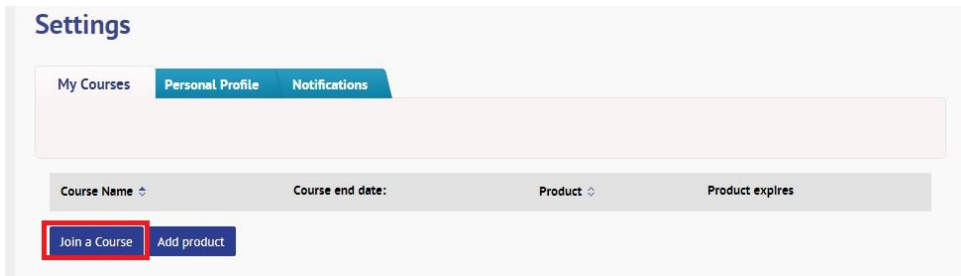 Settings
My Courses Personal Profile Notifications
Course Name Course end date: Product Product expires
Join a Course Add product